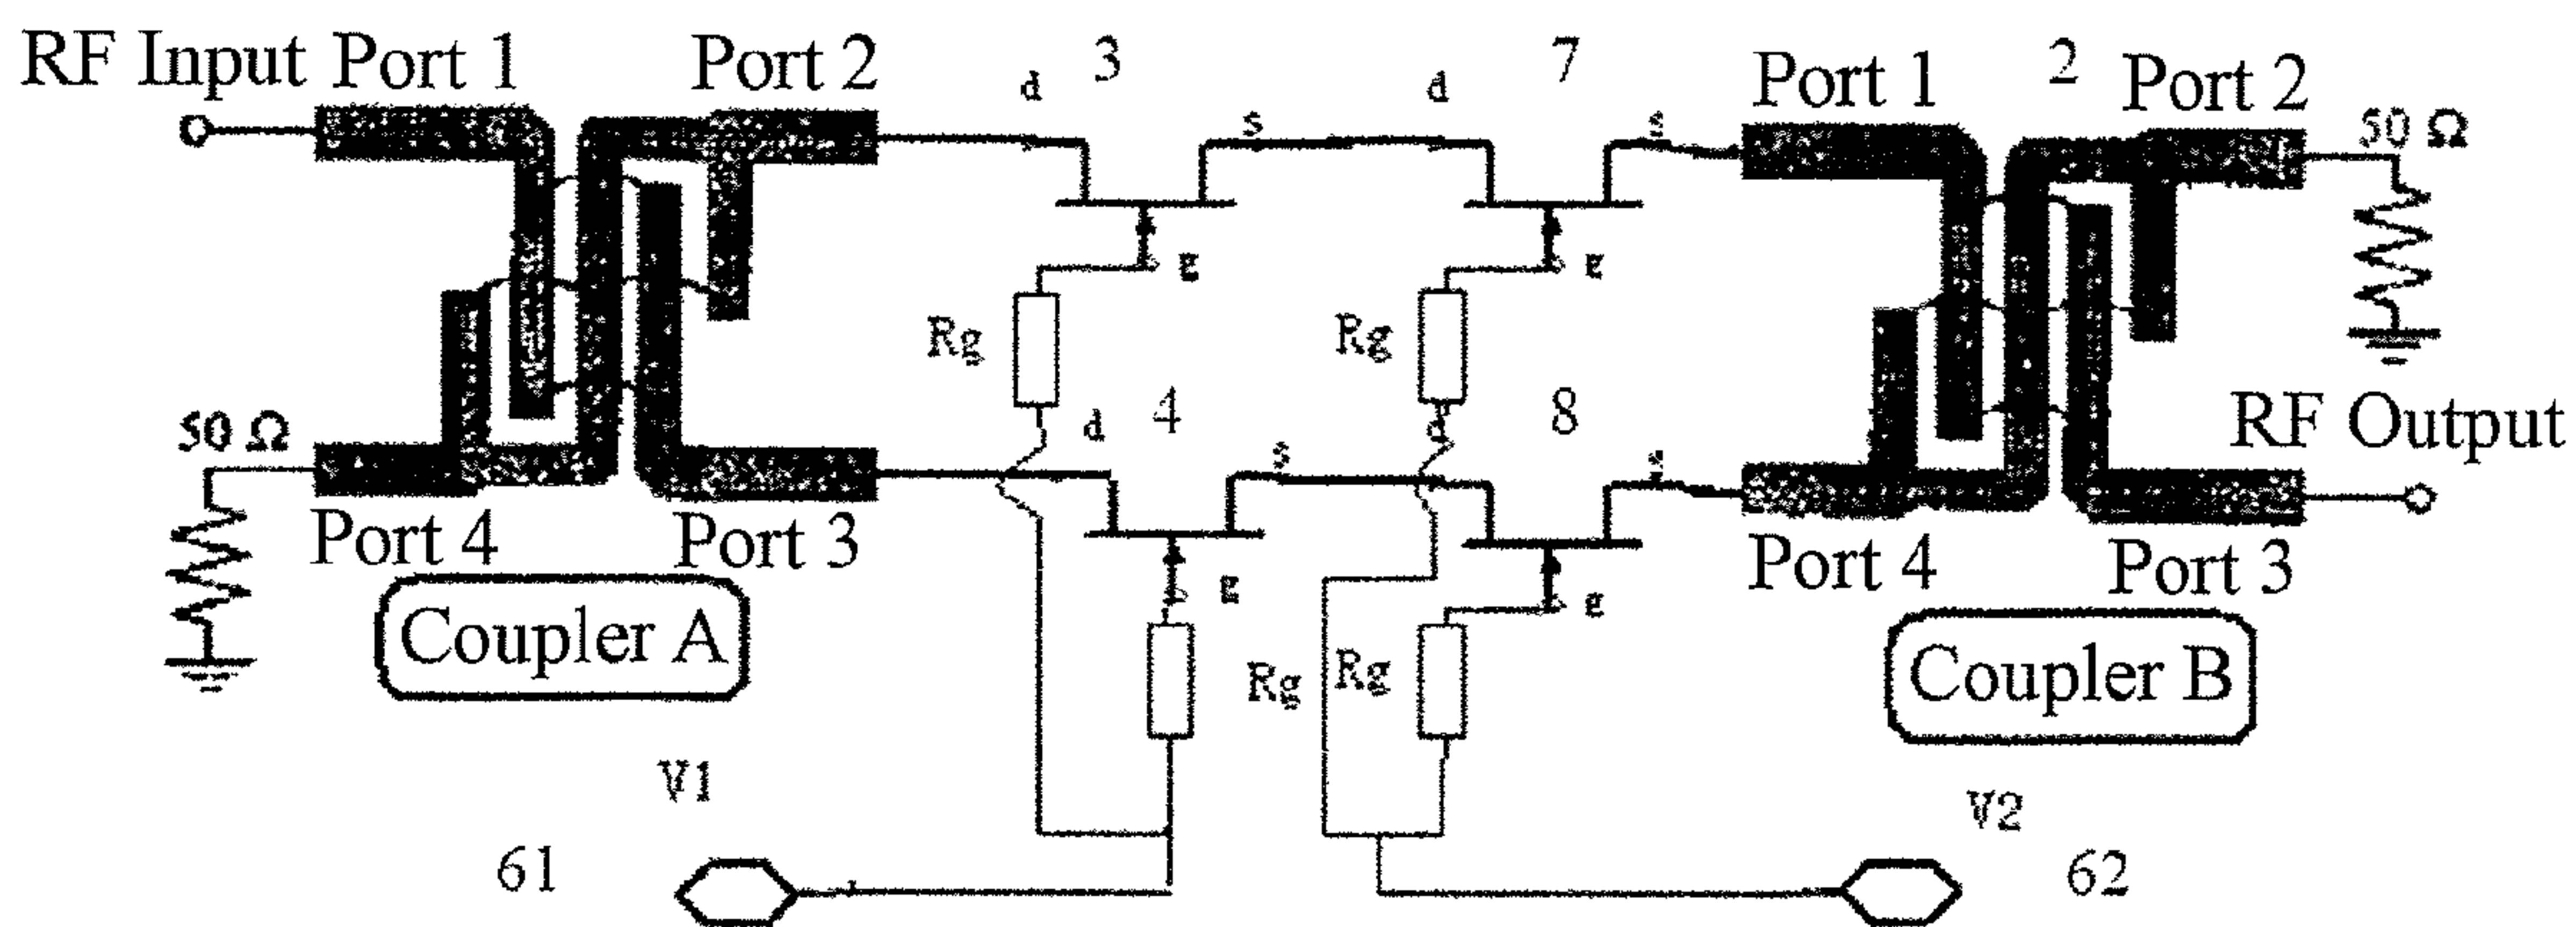 RF Input Port 1 Port 2 d 3 s d 7 s Port 1 2 Port 2 50 Ω
g g
Rg Rg
50 Ω d 4 s d 8 s RF Output
Port 4 Port 3 g g Port 4 Port 3
Coupler A Rg Rg Coupler B
V1 V2
61 62